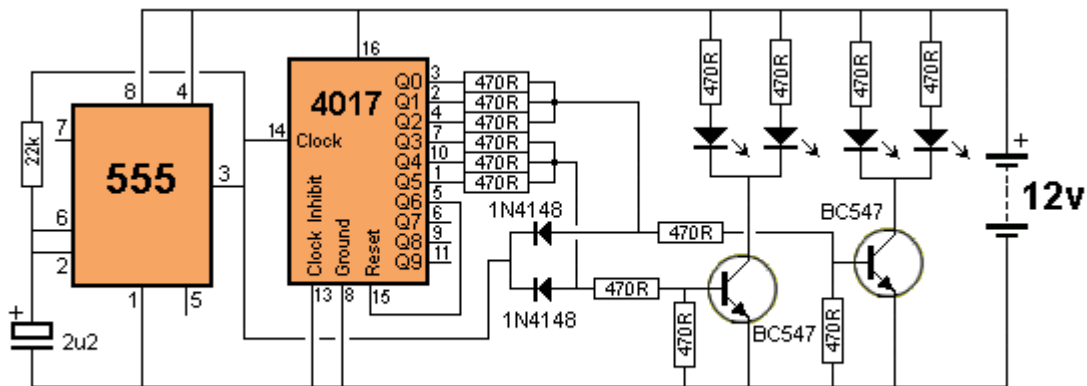 16
8
4
7
22k
555
3
6
2
1
5
+
2u2
4017
14
Clock
Clock Inhibit
Ground
Reset
13
8
15
Q0
3
470R
Q1
2
470R
Q2
4
470R
Q3
7
470R
Q4
10
470R
Q5
1
470R
Q6
5
Q7
6
Q8
9
Q9
11
1N4148
1N4148
470R
470R
470R
470R
470R
470R
470R
470R
BC547
BC547
+
12v